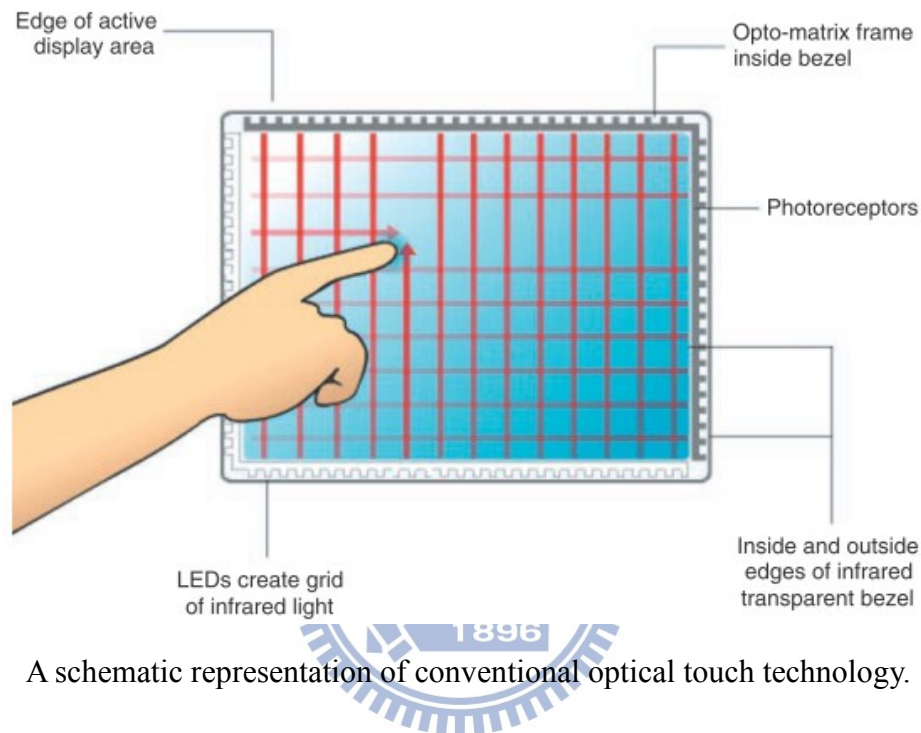 Edge of active
display area
Opto-matrix frame
inside bezel
Photoreceptors
Inside and outside
edges of infrared
transparent bezel
LEDs create grid
of infrared light
1896
A schematic representation of conventional optical touch technology.